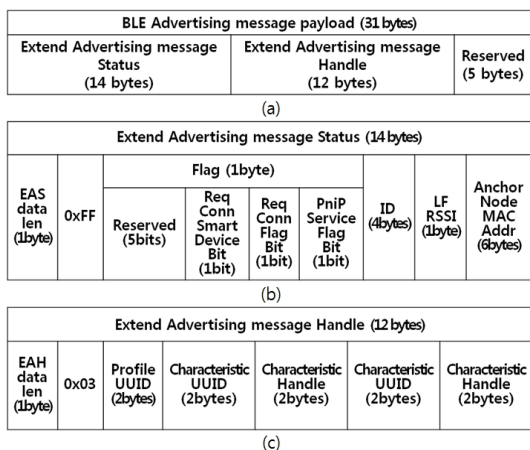 BLE Advertising message payload (31 bytes)
Extend Advertising message
Status
(14 bytes)
Extend Advertising message
Handle
(12 bytes)
Reserved
(5 bytes)
(a)
Extend Advertising message Status (14bytes)
EAS
data
len
(1byte)
0xFF
Flag (1byte)
Reserved
(5bits)
Req
Conn
Smart
Device
Bit
(1bit)
Req
Conn
Flag
Bit
(1bit)
PniP
Service
Flag
Bit
(1bit)
ID
(4bytes)
LF
RSSI
(1byte)
Anchor
Node
MAC
Addr
(6bytes)
(b)
Extend Advertising message Handle (12bytes)
EAH
data
len
(1byte)
0x03
Profile
UUID
(2bytes)
Characteristic
UUID
(2bytes)
Characteristic
Handle
(2bytes)
Characteristic
UUID
(2bytes)
Characteristic
Handle
(2bytes)
(c)